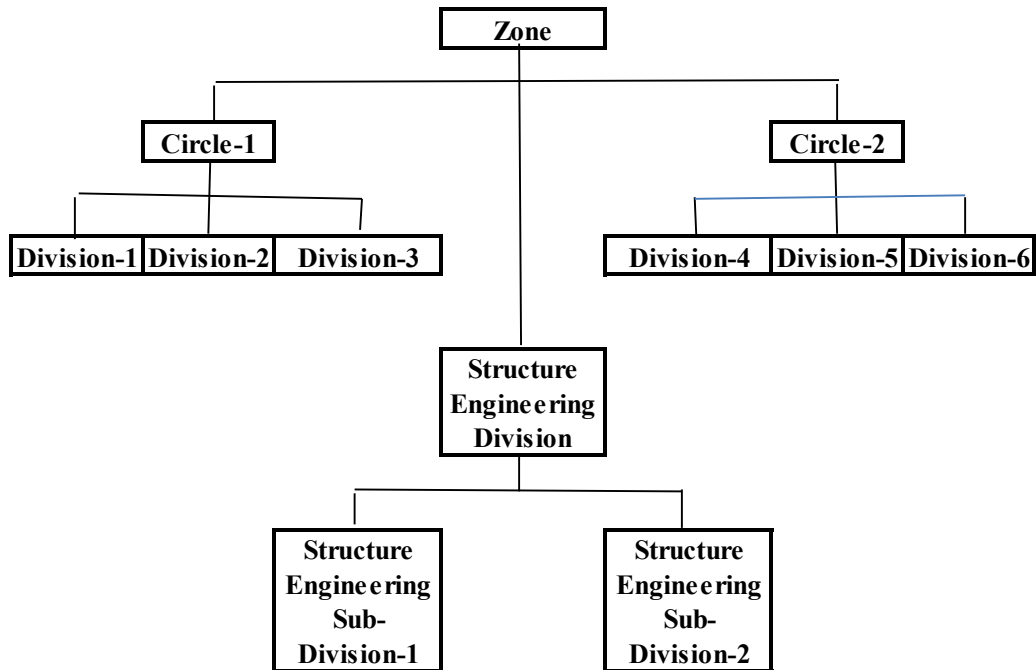 Zone
Circle-1
Circle-2
Division-1
Division-2
Division-3
Division-4
Division-5
Division-6
Structure
Engineering
Division
Structure
Engineering
Sub-
Division-1
Structure
Engineering
Sub-
Division-2